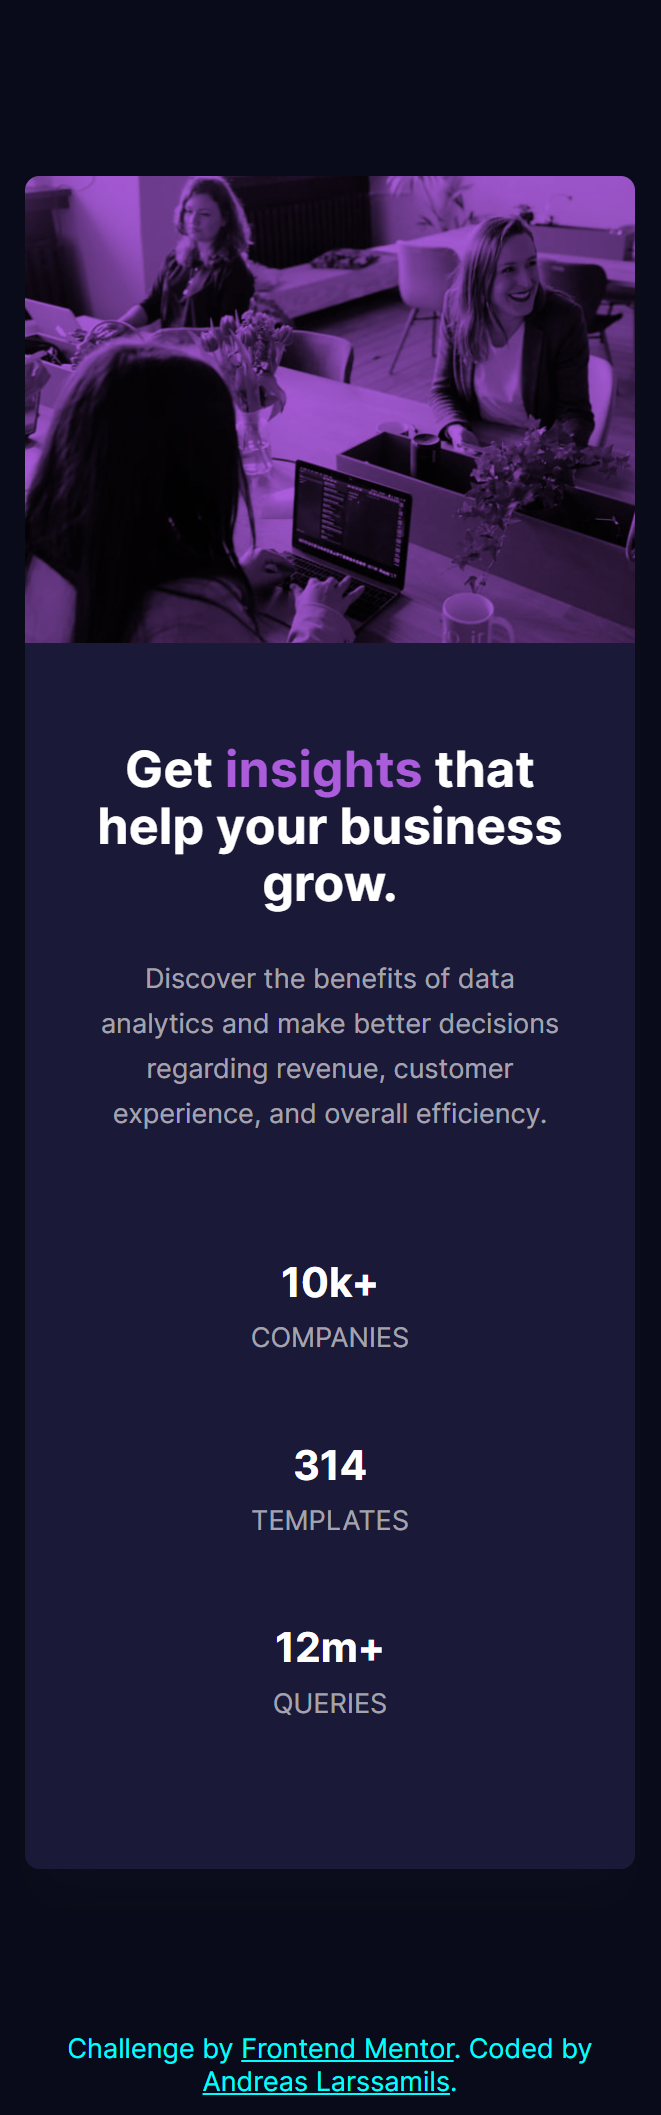 Get insights that
help your business
grow.
Discover the benefits of data
analytics and make better decisions
regarding revenue, customer
experience, and overall efficiency.
10k+
COMPANIES
314
TEMPLATES
12m+
QUERIES
Challenge by Frontend Mentor. Coded by
Andreas Larssamils.